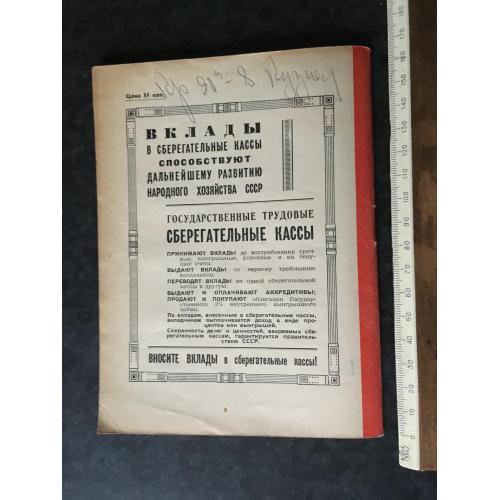 Цена 55 коп.
ВКЛАДЫ
В СБЕРЕГАТЕЛЬНЫЕ КАССЫ
СПОСОБСТВУЮТ
ДАЛЬНЕЙШЕМУ РАЗВИТИЮ
НАРОДНОГО ХОЗЯЙСТВА СССР
ГОСУДАРСТВЕННЫЕ ТРУДОВЫЕ
СБЕРЕГАТЕЛЬНЫЕ КАССЫ
ПРИНИМАЮТ ВКЛАДЫ до востребования сроч-
ные, выигрышные, условные и на теку-
щие счета;
ВЫДАЮТ ВКЛАДЫ по первому требованию
вкладчиков;
ПЕРЕВОДЯТ ВКЛАДЫ из одной сберегательной
кассы в другую;
ВЫДАЮТ И ОПЛАЧИВАЮТ АККРЕДИТИВЫ;
ПРОДАЮТ И ПОКУПАЮТ облигации Государ-
ственного 3% внутреннего выигрышного
займа;
По вкладам, внесенным в сберегательные кассы,
вкладчикам выплачивается доход в виде про-
центов или выигрышей.
Сохранность денег и ценностей, вверяемых сбе-
регательным кассам, гарантируется правитель-
ством СССР.
ВНОСИТЕ ВКЛАДЫ в сберегательные кассы!